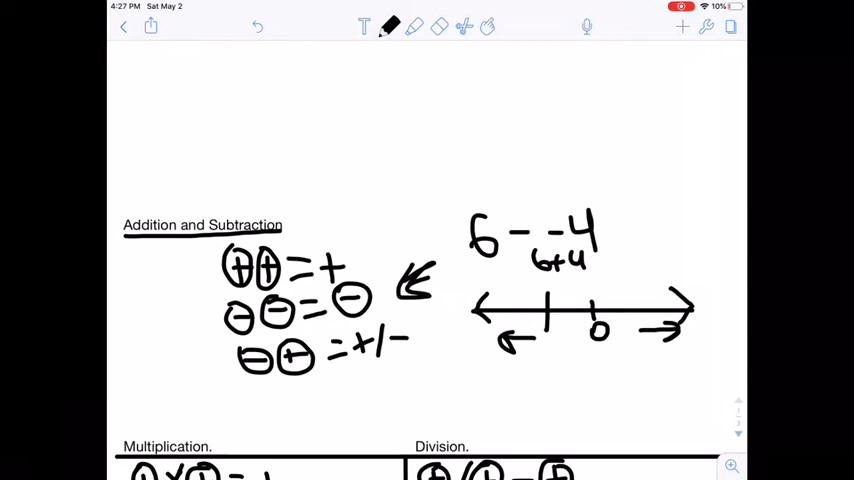 4:27 PM Sat May 2 10%
T
Addition and Subtraction
6 - -4
6+4
++ = +
-- = -
-+ = +/-
0
Multiplication. Division.